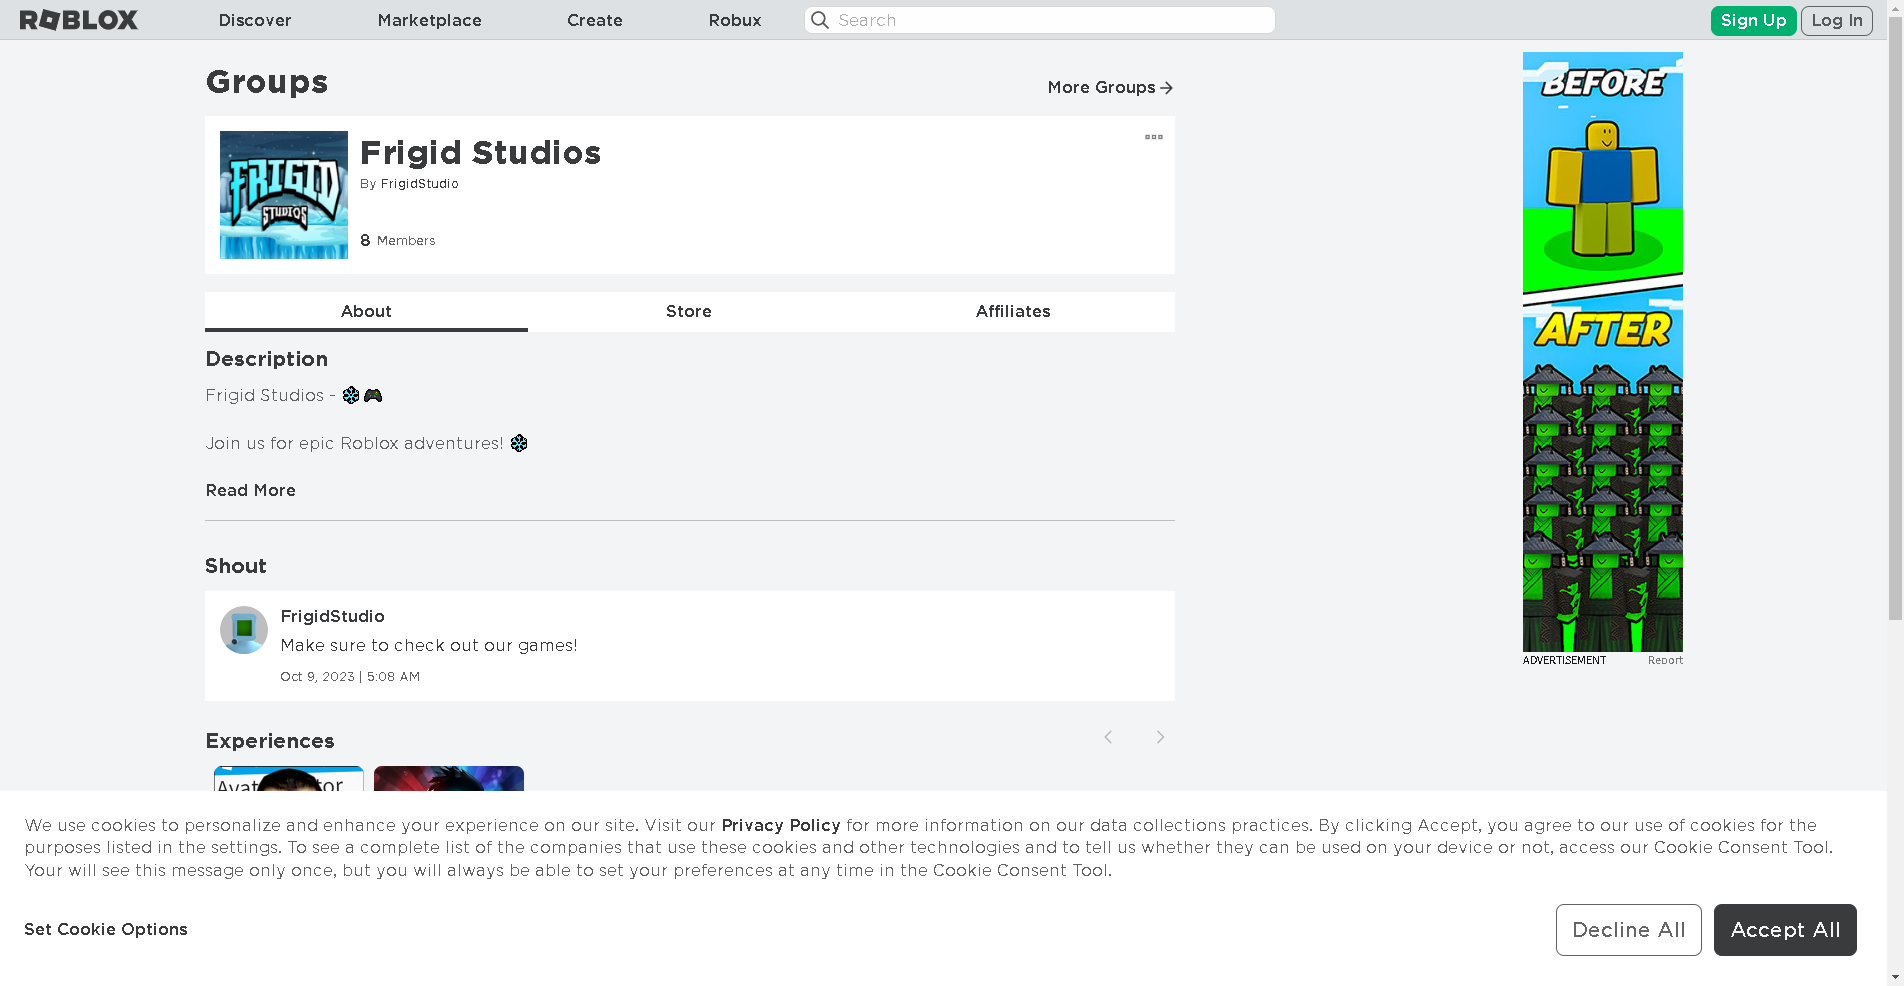 ROBLOX
Discover
Marketplace
Create
Robux
Search
Sign Up
Log In
Groups
More Groups
FRIGID
STUDIOS
Frigid Studios
By FrigidStudio
8 Members
About
Store
Affiliates
Description
Frigid Studios -
Join us for epic Roblox adventures!
Read More
Shout
FrigidStudio
Make sure to check out our games!
Oct 9, 2023 | 5:08 AM
Experiences
BEFORE
AFTER
ADVERTISEMENT
Report
We use cookies to personalize and enhance your experience on our site. Visit our Privacy Policy for more information on our data collections practices. By clicking Accept, you agree to our use of cookies for the
purposes listed in the settings. To see a complete list of the companies that use these cookies and other technologies and to tell us whether they can be used on your device or not, access our Cookie Consent Tool.
Your will see this message only once, but you will always be able to set your preferences at any time in the Cookie Consent Tool.
Set Cookie Options
Decline All
Accept All